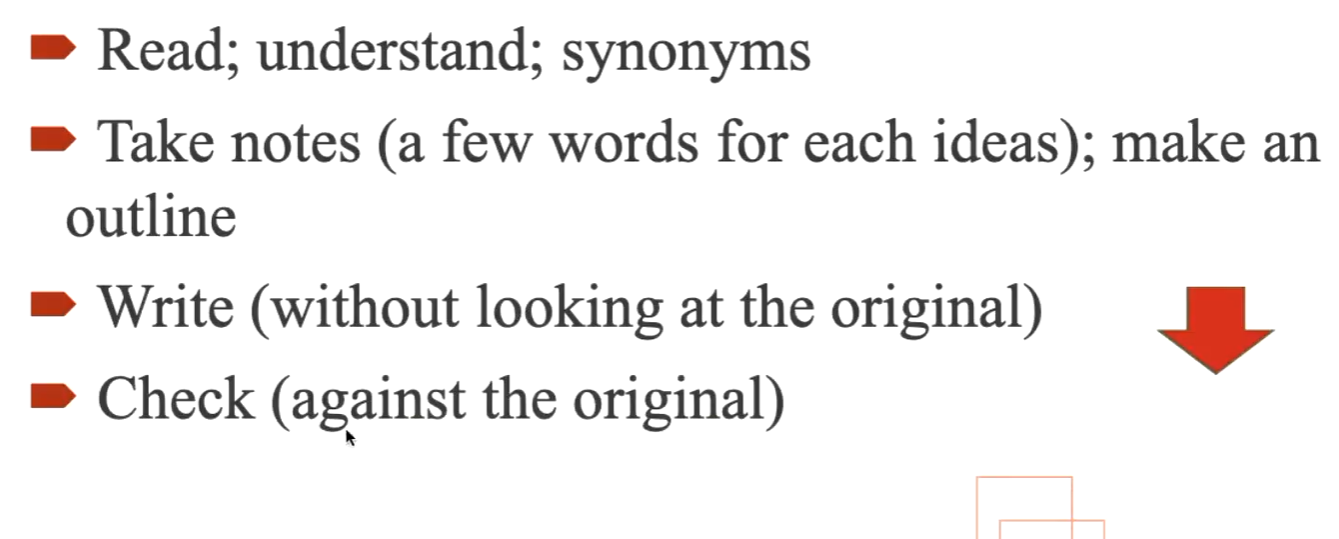 Read; understand; synonyms
Take notes (a few words for each ideas); make an
outline
Write (without looking at the original)
Check (against the original)